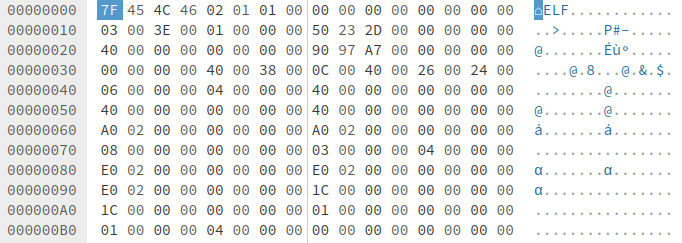 00000000 7F 45 4C 46 02 01 01 00 00 00 00 00 00 00 00 00 ⌂ELF............
00000010 03 00 3E 00 01 00 00 00 50 23 2D 00 00 00 00 00 ..>.....P#-.....
00000020 40 00 00 00 00 00 00 00 90 97 A7 00 00 00 00 00 @.......Éùº.....
00000030 00 00 00 00 40 00 38 00 0C 00 40 00 26 00 24 00 ....@.8...@.&.$.
00000040 06 00 00 00 04 00 00 00 40 00 00 00 00 00 00 00 ........@.......
00000050 40 00 00 00 00 00 00 00 40 00 00 00 00 00 00 00 @.......@.......
00000060 A0 02 00 00 00 00 00 00 A0 02 00 00 00 00 00 00 á.......á.......
00000070 08 00 00 00 00 00 00 00 03 00 00 00 04 00 00 00 ................
00000080 E0 02 00 00 00 00 00 00 E0 02 00 00 00 00 00 00 α.......α.......
00000090 E0 02 00 00 00 00 00 00 1C 00 00 00 00 00 00 00 α...............
000000A0 1C 00 00 00 00 00 00 00 01 00 00 00 00 00 00 00 ................
000000B0 01 00 00 00 04 00 00 00 00 00 00 00 00 00 00 00 ................